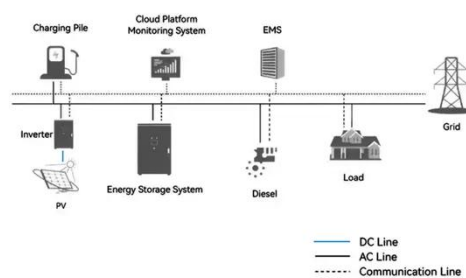 Charging Pile
Cloud Platform
Monitoring System
EMS
Grid
Inverter
PV
Energy Storage System
Diesel
Load
DC Line
AC Line
Communication Line